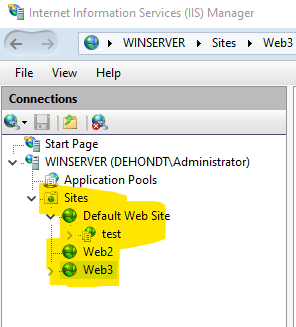 Internet Information Services (IIS) Manager
WINSERVER ▸ Sites ▸ Web3
File View Help
Connections
Start Page
WINSERVER (DEHONDT\Administrator)
Application Pools
Sites
Default Web Site
test
Web2
Web3